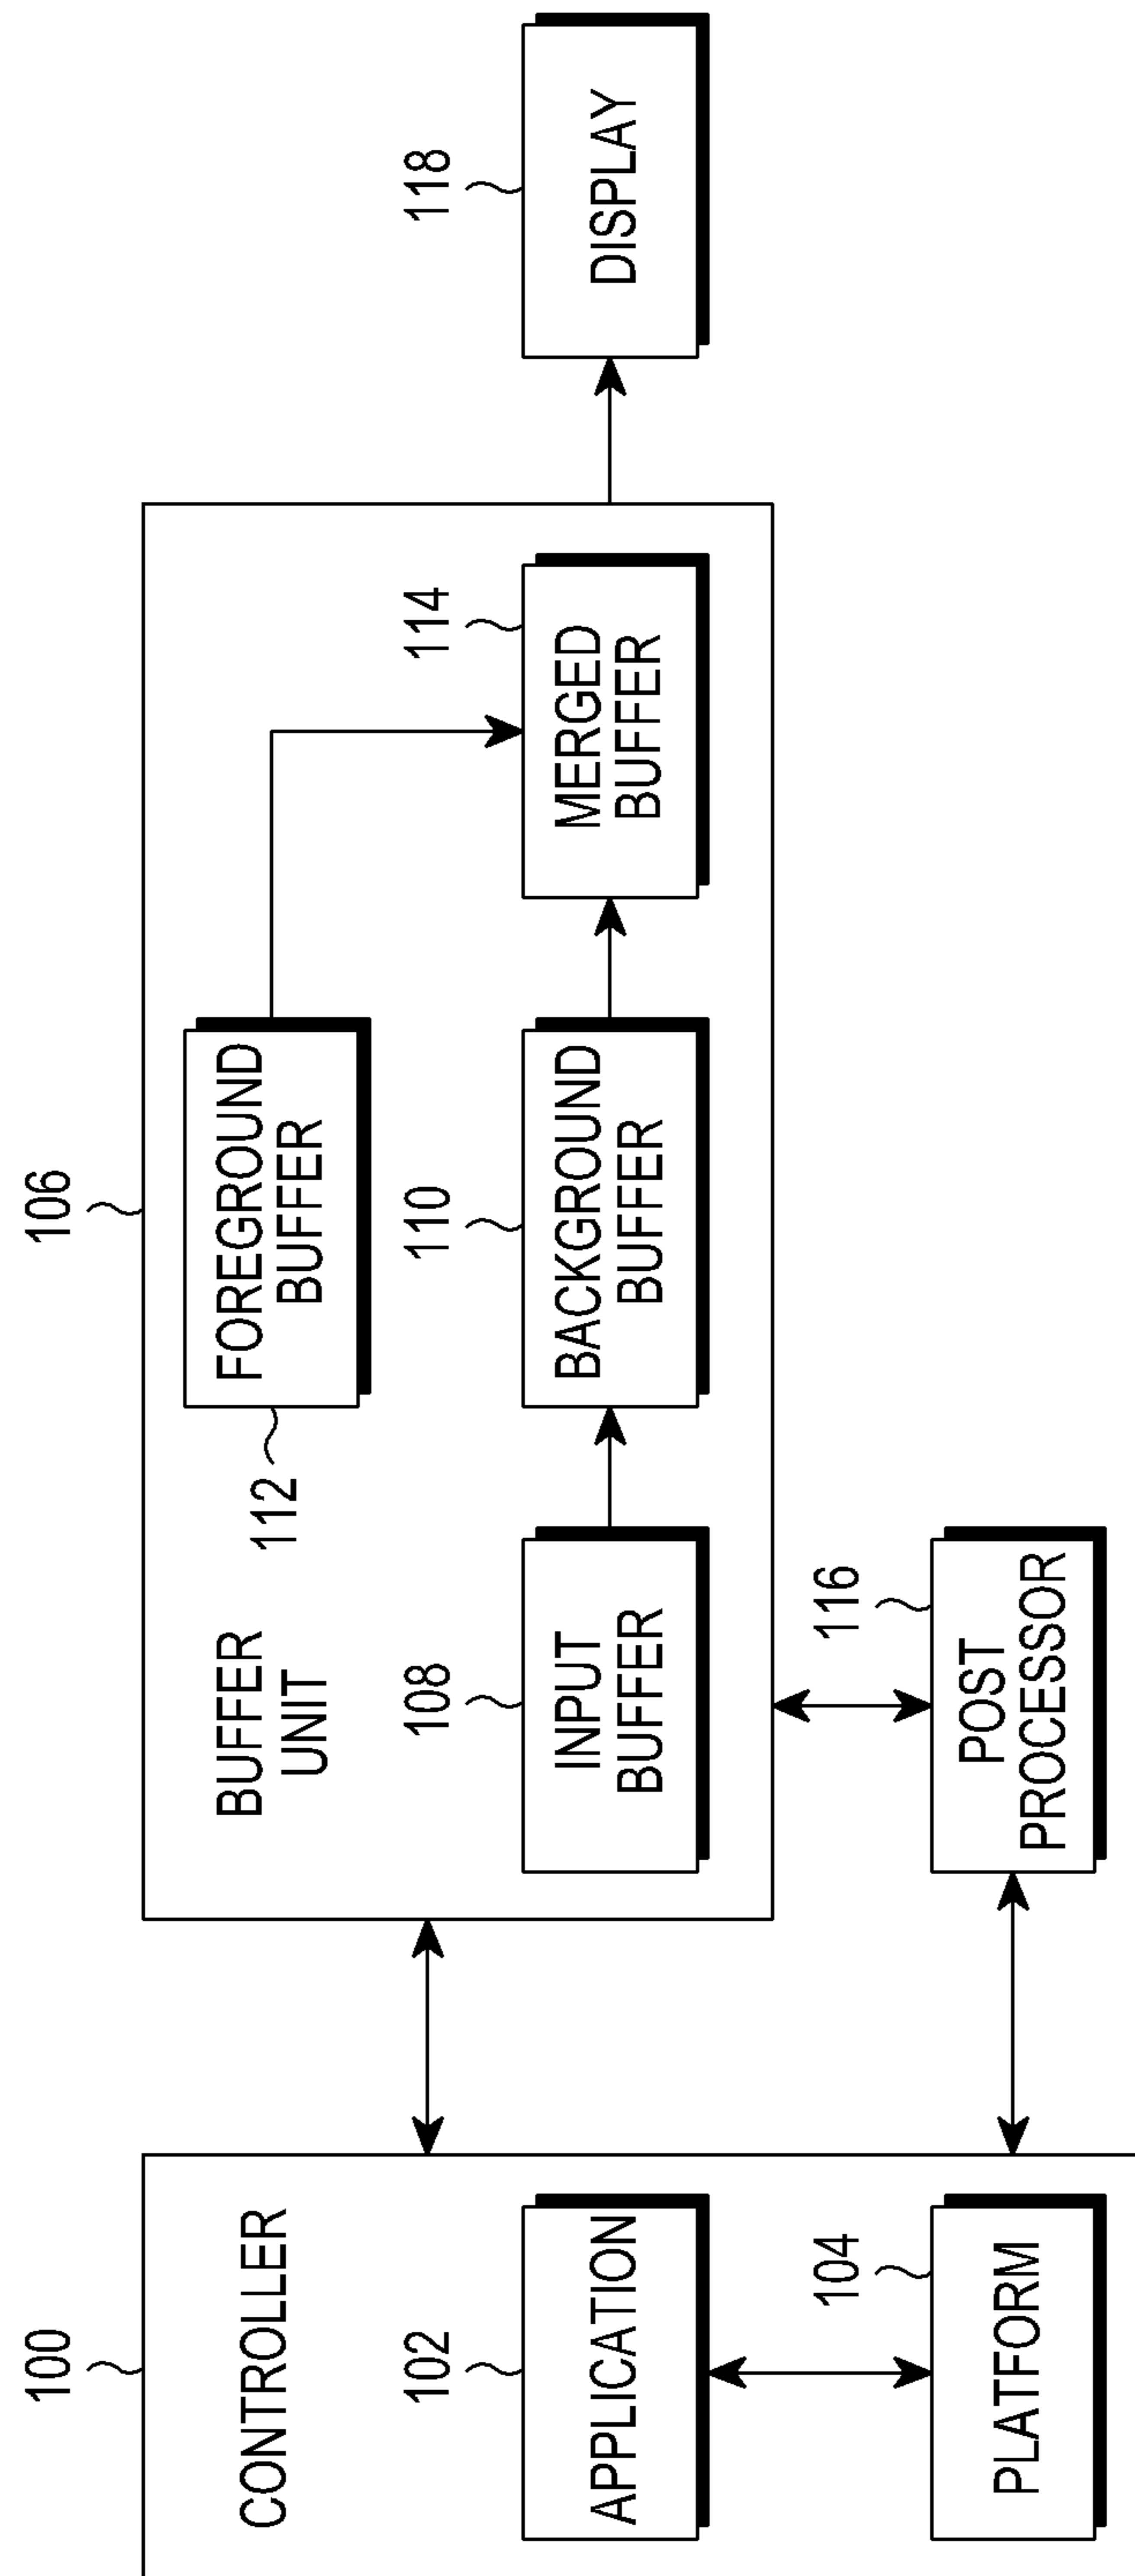 100
CONTROLLER
102
APPLICATION
104
PLATFORM
106
BUFFER
UNIT
112
FOREGROUND
BUFFER
108
INPUT
BUFFER
110
BACKGROUND
BUFFER
114
MERGED
BUFFER
116
POST
PROCESSOR
118
DISPLAY